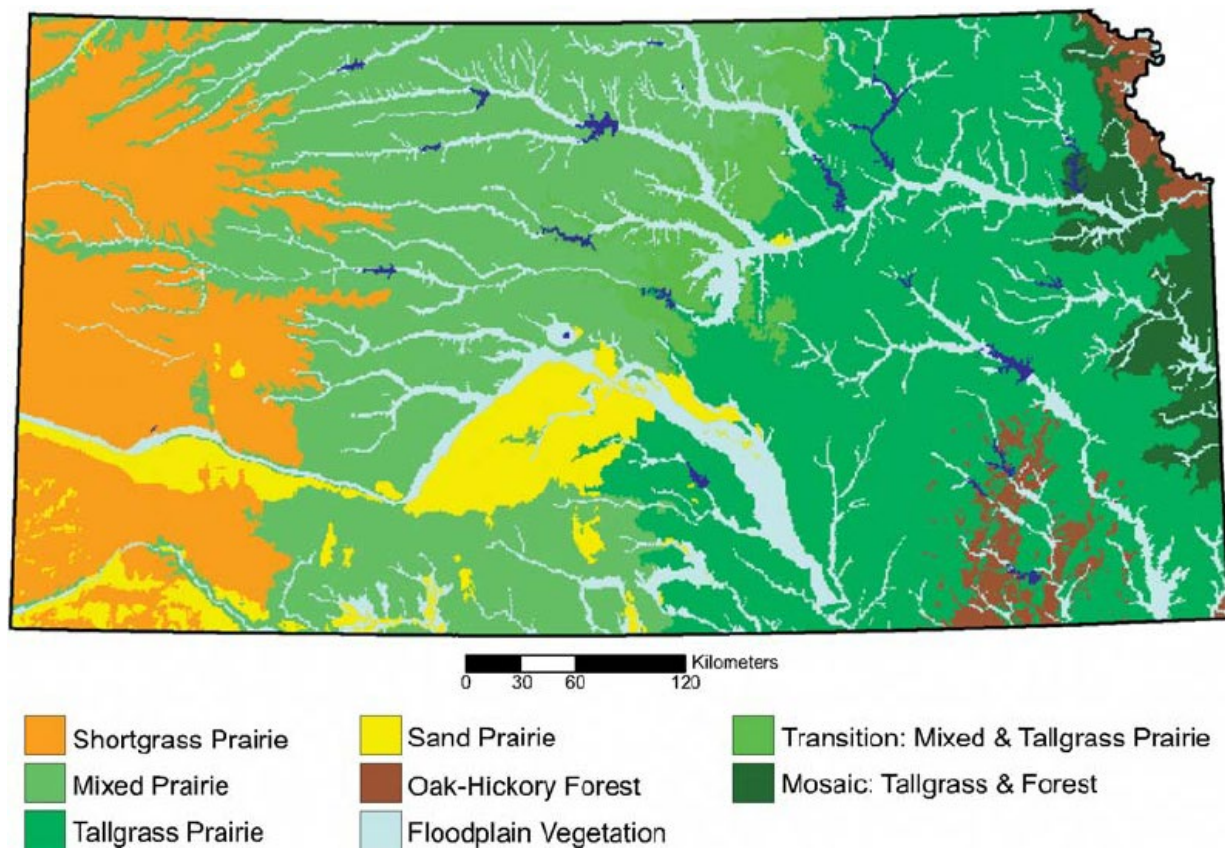 Kilometers
0 30 60 120
Shortgrass Prairie
Sand Prairie
Transition: Mixed & Tallgrass Prairie
Mixed Prairie
Oak-Hickory Forest
Mosaic: Tallgrass & Forest
Tallgrass Prairie
Floodplain Vegetation